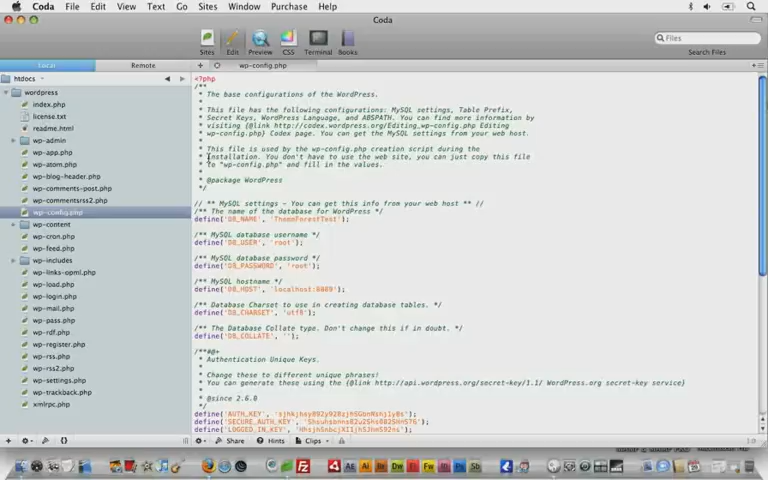 Coda File Edit View Text Go Sites Window Purchase Help
Coda
Sites Edit Preview CSS Terminal Books
Files
Search Files
Local Remote
wp-config.php
htdocs
wordpress
index.php
license.txt
readme.html
wp-admin
wp-app.php
wp-atom.php
wp-blog-header.php
wp-comments-post.php
wp-commentsrss2.php
wp-config.php
wp-content
wp-cron.php
wp-feed.php
wp-includes
wp-links-opml.php
wp-load.php
wp-login.php
wp-mail.php
wp-pass.php
wp-rdf.php
wp-register.php
wp-rss.php
wp-rss2.php
wp-settings.php
wp-trackback.php
xmlrpc.php
<?php
/**
* The base configurations of the WordPress.
*
* This file has the following configurations: MySQL settings, Table Prefix,
* Secret Keys, WordPress Language, and ABSPATH. You can find more information by
* visiting {@link http://codex.wordpress.org/Editing_wp-config.php Editing
* wp-config.php} Codex page. You can get the MySQL settings from your web host.
*
* This file is used by the wp-config.php creation script during the
* installation. You don't have to use the web site, you can just copy this file
* to "wp-config.php" and fill in the values.
*
* @package WordPress
*/
// ** MySQL settings - You can get this info from your web host ** //
/** The name of the database for WordPress */
define('DB_NAME', 'ThemeForestTest');
/** MySQL database username */
define('DB_USER', 'root');
/** MySQL database password */
define('DB_PASSWORD', 'root');
/** MySQL hostname */
define('DB_HOST', 'localhost:8889');
/** Database Charset to use in creating database tables. */
define('DB_CHARSET', 'utf8');
/** The Database Collate type. Don't change this if in doubt. */
define('DB_COLLATE', '');
/**#@+
* Authentication Unique Keys.
*
* Change these to different unique phrases!
* You can generate these using the {@link http://api.wordpress.org/secret-key/1.1/ WordPress.org secret-key service}
*
* @since 2.6.0
*/
define('AUTH_KEY',
define('SECURE_AUTH_KEY',
define('LOGGED_IN_KEY',
Share Hints Clips